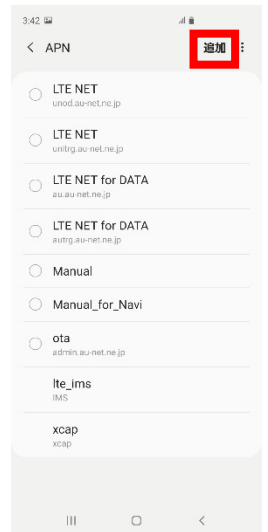 3:42
APN
追加
LTE NET
unod.au-net.ne.jp
LTE NET
unitrg.au-net.ne.jp
LTE NET for DATA
au.au-net.ne.jp
LTE NET for DATA
autrg.au-net.ne.jp
Manual
Manual_for_Navi
ota
admin.au-net.ne.jp
lte_ims
IMS
xcap
xcap